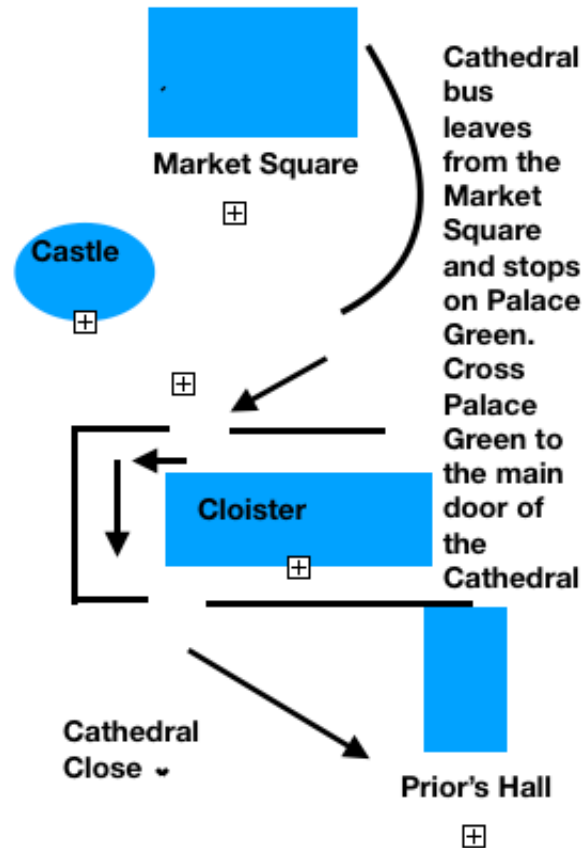 Market Square
Castle
Cathedral
bus
leaves
from the
Market
Square
and stops
on Palace
Green.
Cross
Palace
Green to
the main
door of
the
Cathedral
Cloister
Cathedral
Close
Prior's Hall